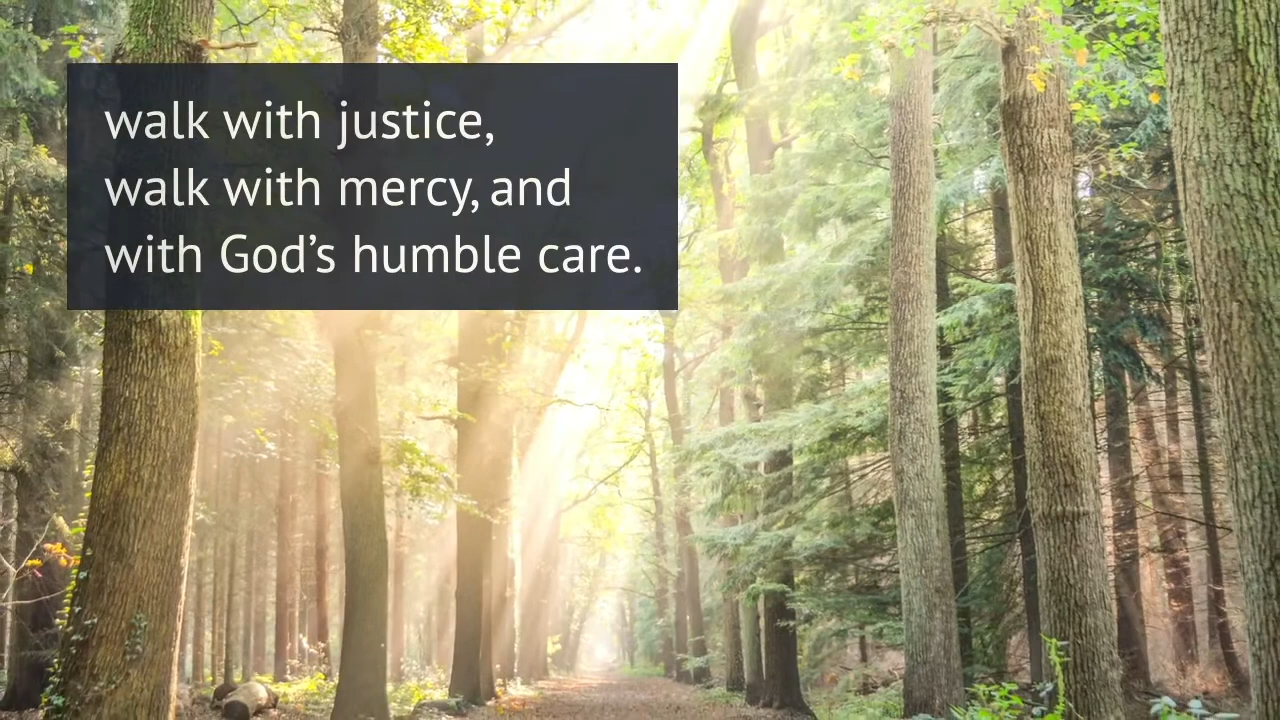 walk with justice,
walk with mercy, and
with God’s humble care.